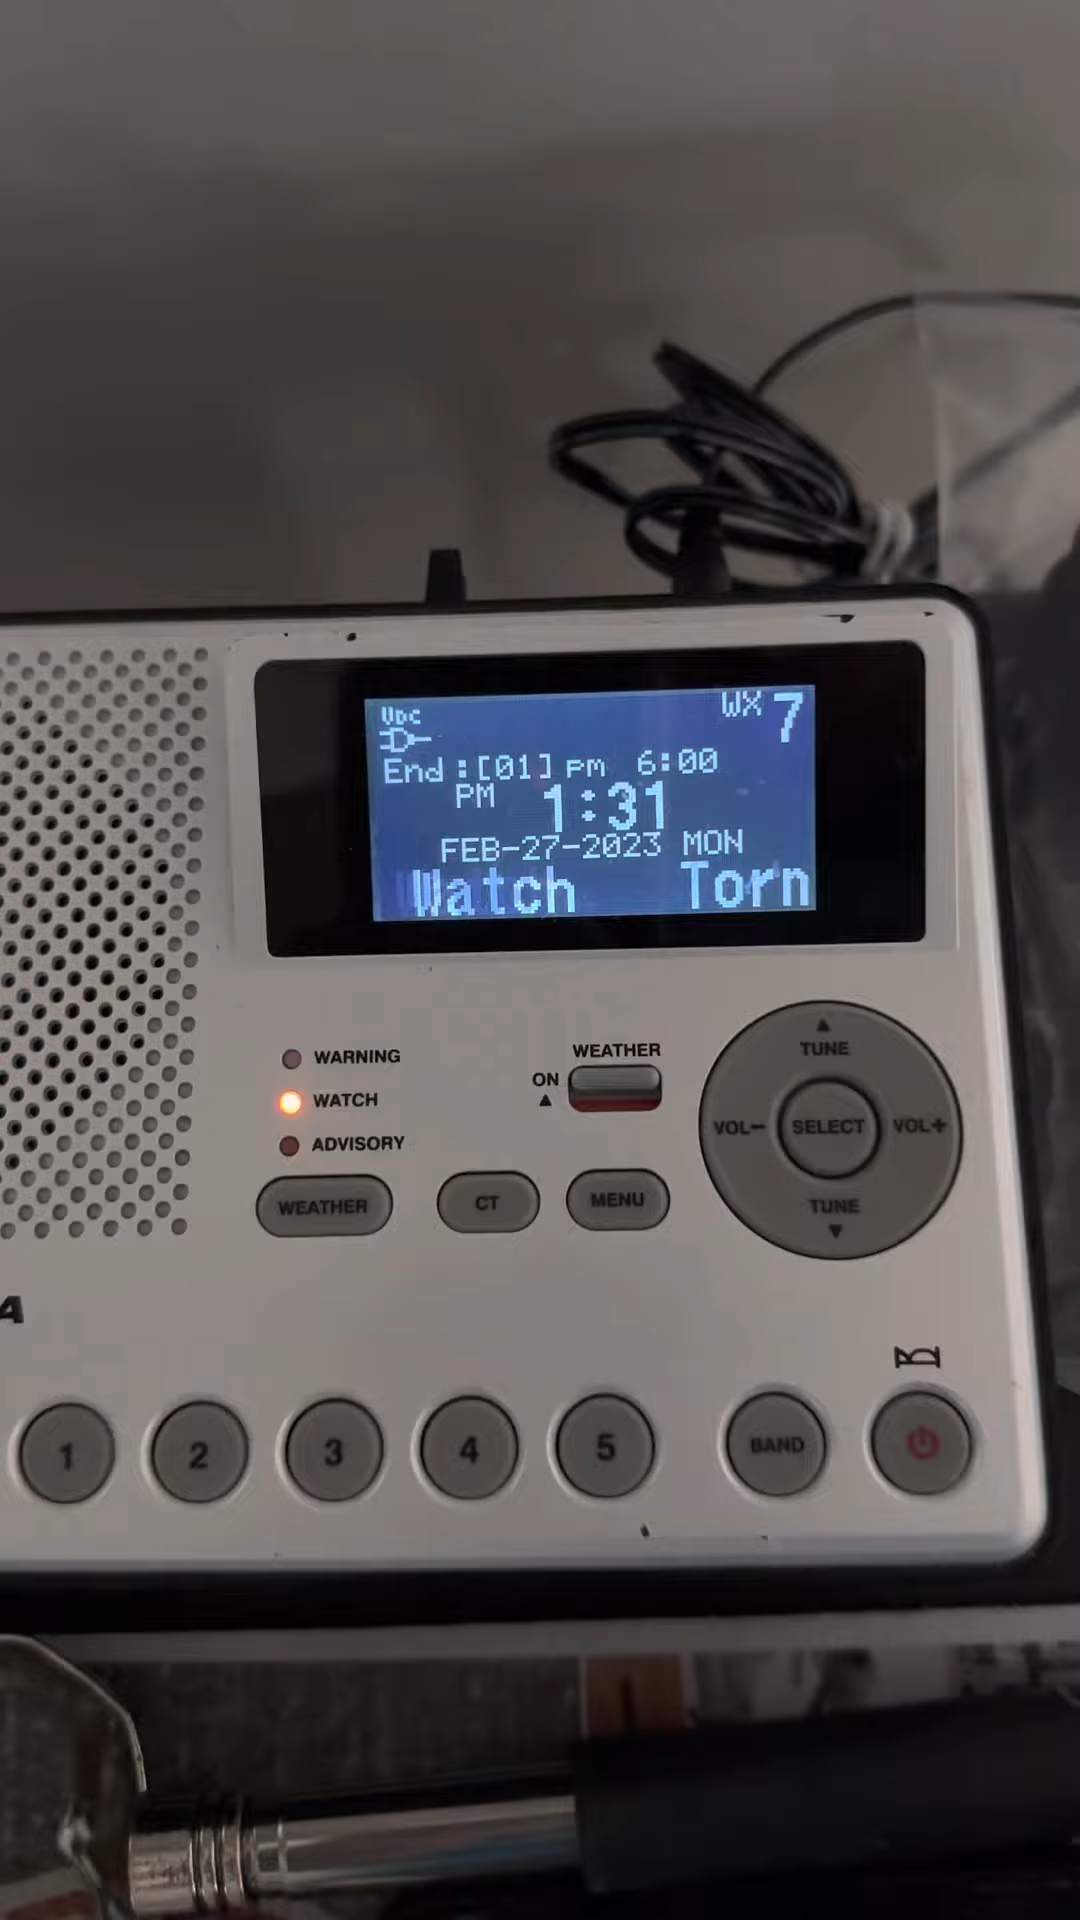 VDC
WX 7
End :[01] pm 6:00
PM 1:31
FEB-27-2023 MON
Watch Torn
WARNING
WATCH
ADVISORY
WEATHER
ON
▲
WEATHER
CT
MENU
▲
TUNE
VOL-
SELECT
VOL+
TUNE
▼
A
1
2
3
4
5
BAND